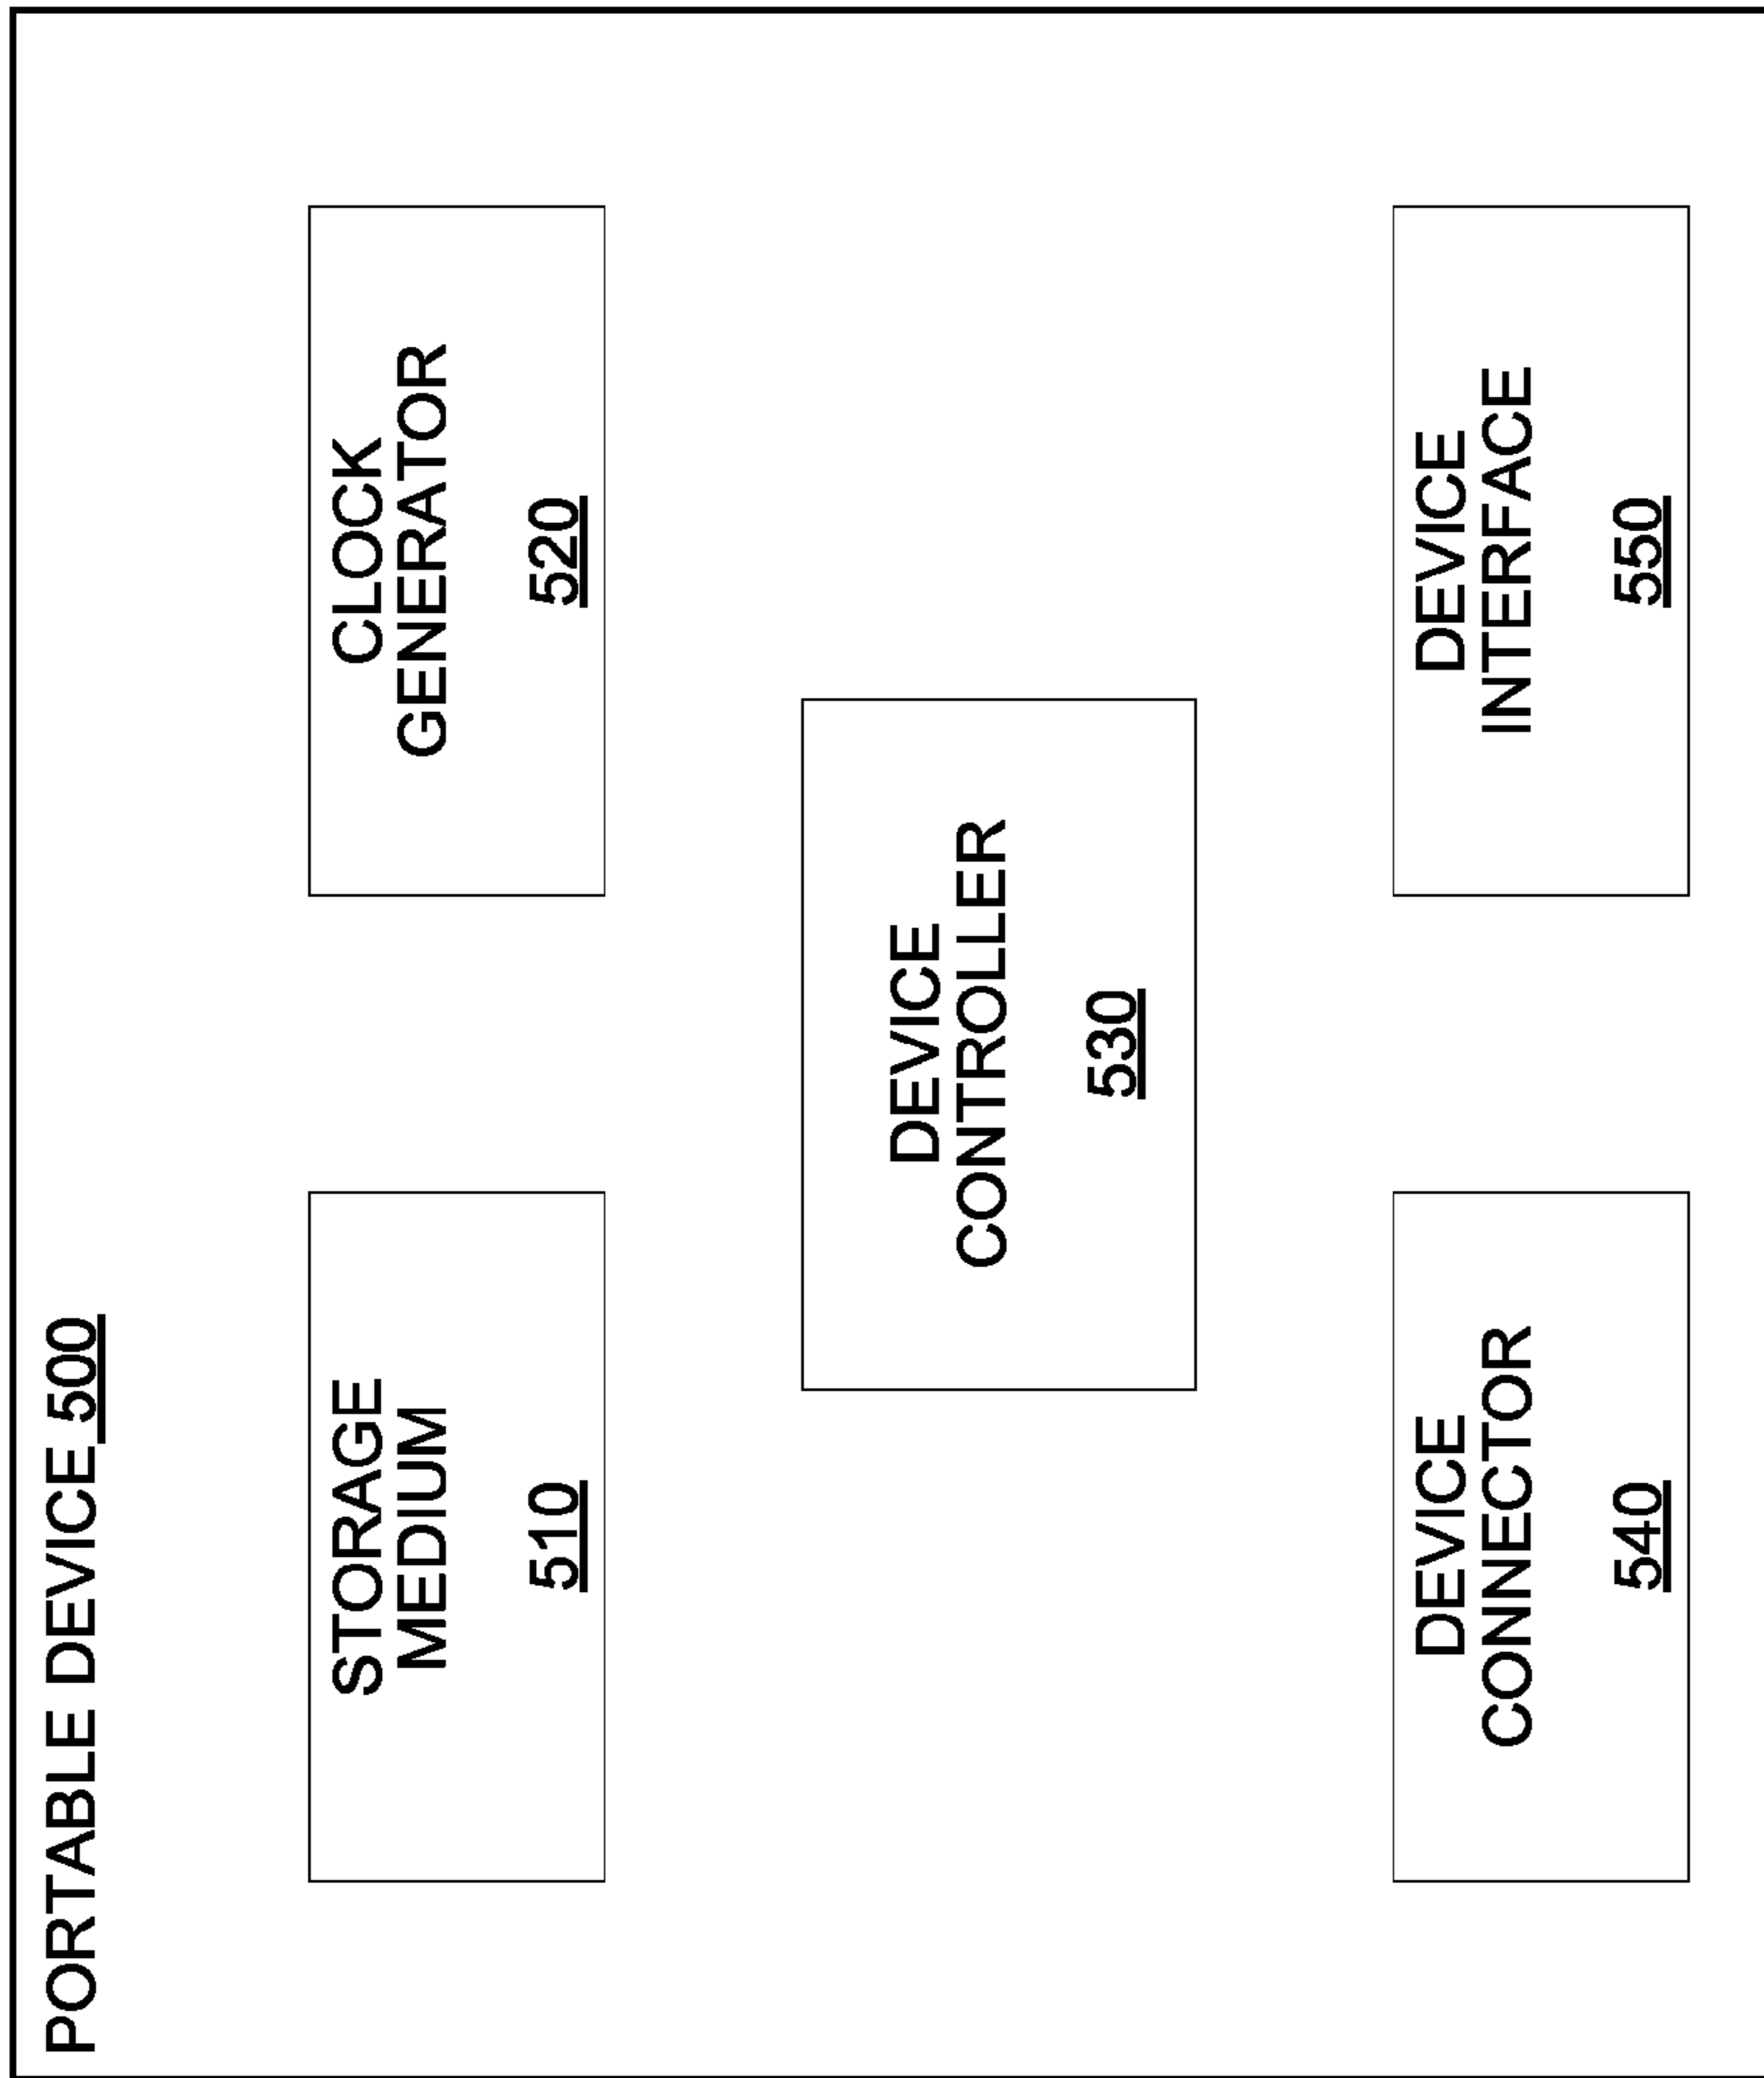 PORTABLE DEVICE 500
STORAGE
MEDIUM
510
CLOCK
GENERATOR
520
DEVICE
CONTROLLER
530
DEVICE
CONNECTOR
540
DEVICE
INTERFACE
550